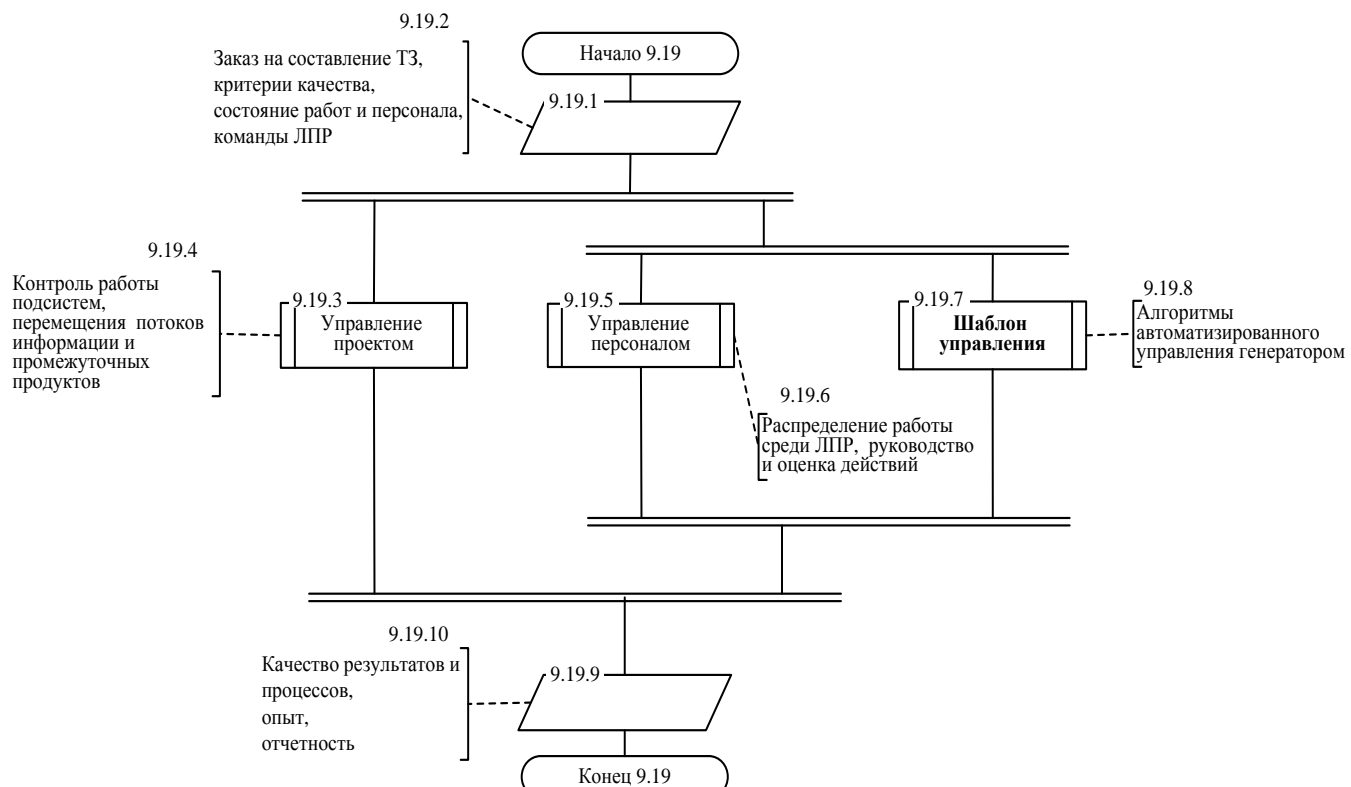 9.19.2
Заказ на составление ТЗ,
критерии качества,
состояние работ и персонала,
команды ЛПР
Начало 9.19
9.19.1
9.19.4
Контроль работы
подсистем,
перемещения потоков
информации и
промежуточных
продуктов
9.19.3
Управление
проектом
9.19.5
Управление
персоналом
9.19.7
Шаблон
управления
9.19.8
Алгоритмы
автоматизированного
управления генератором
9.19.6
Распределение работы
среди ЛПР, руководство
и оценка действий
9.19.10
Качество результатов и
процессов,
опыт,
отчетность
9.19.9
Конец 9.19